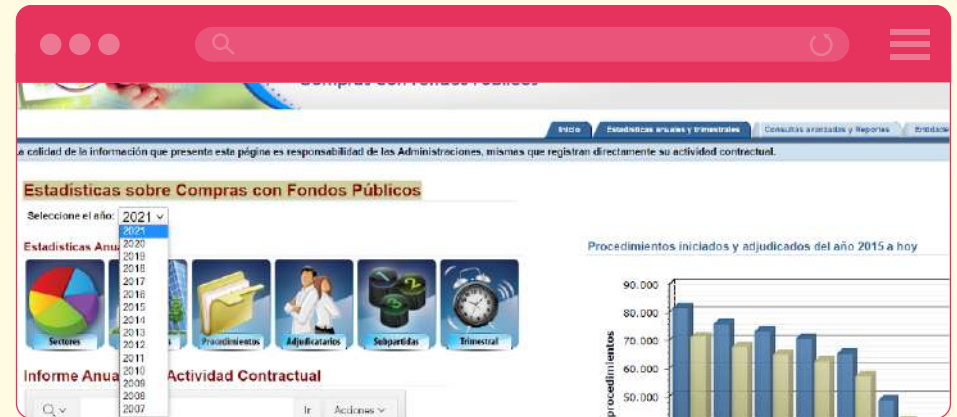 Compras con Fondos Públicos
Inicio
Estadísticas anuales y trimestrales
Consultas avanzadas y Reportes
a calidad de la información que presenta esta página es responsabilidad de las Administraciones, mismas que registran directamente su actividad contractual.
Estadísticas sobre Compras con Fondos Públicos
Seleccione el año: 2021
2021
2020
2019
2018
2017
2016
2015
2014
2013
2012
2011
2010
2009
2008
2007
Estadísticas Anu
Sectores
s
Procedimientos
Adjudicatarios
Subpartidas
Trimestral
Informe Anua Actividad Contractual
Ir Acciones
Procedimientos iniciados y adjudicados del año 2015 a hoy
90.000
80.000
70.000
60.000
50.000
procedimientos